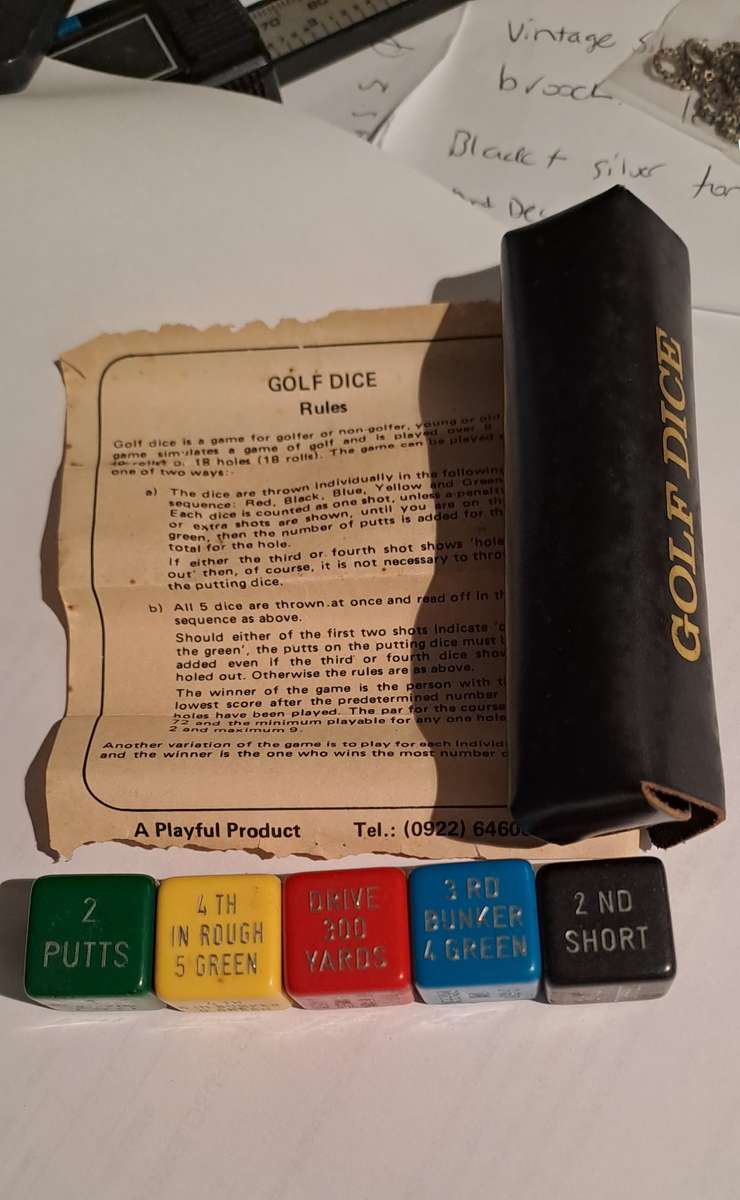 70
Vintage
brooch.
Black + silver
GOLF DICE
GOLF DICE
Rules
Golf dice is a game for golfer or non-golfer, young or old
game simulates a game of golf and is played over 9
18 holes (18 rolls). The game can be played
one of two ways:-
a) The dice are thrown individually in the following
sequence: Red, Black, Blue, Yellow and Green
Each dice is counted as one shot, unless a
or extra shots are shown, until you are on
green, then the number of putts is added for
total for the hole.
If either the third or fourth shot shows
out' then, of course, it is not necessary to
the putting dice.
b) All 5 dice are thrown at once and read off in
sequence as above.
Should either of the first two shots indicate
the green', the putts on the putting dice must
added even if the third or fourth dice
holed out. Otherwise the rules are as above.
The winner of the game is the person with
lowest score after the predetermined number
holes have been played. The par for the course
72 and the minimum playable for any one hole
2 and maximum 9.
Another variation of the game is to play for each
and the winner is the one who wins the most number
A Playful Product Tel.: (0922)
2
PUTTS
4 TH
IN ROUGH
5 GREEN
DRIVE
300
YARDS
3 RD
BUNKER
4 GREEN
2 ND
SHORT